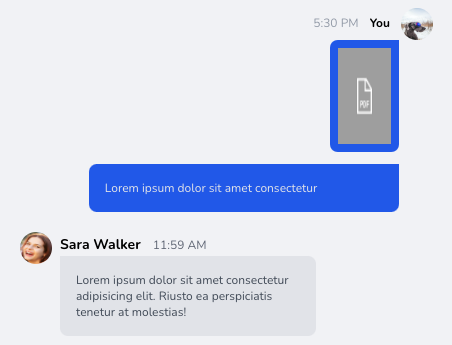 5:30 PM You
PDF
Lorem ipsum dolor sit amet consectetur
Sara Walker 11:59 AM
Lorem ipsum dolor sit amet consectetur
adipisicing elit. Riusto ea perspiciatis
tenetur at molestias!